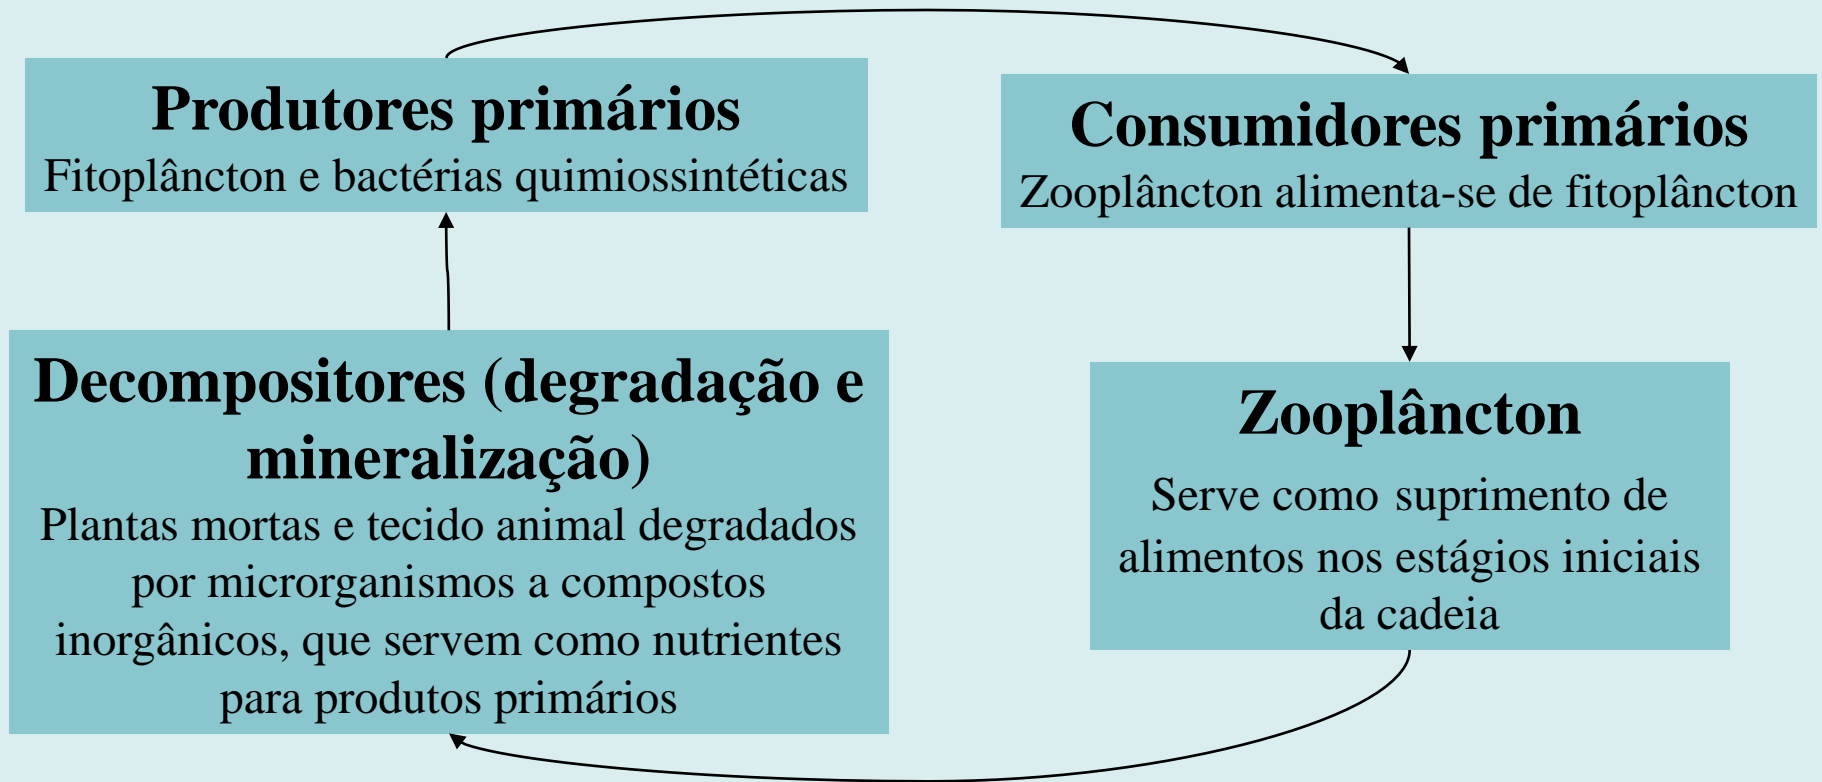 Produtores primários
Fitoplâncton e bactérias quimiossintéticas
Consumidores primários
Zooplâncton alimenta-se de fitoplâncton
Decompositores (degradação e
mineralização)
Plantas mortas e tecido animal degradados
por microrganismos a compostos
inorgânicos, que servem como nutrientes
para produtos primários
Zooplâncton
Serve como suprimento de
alimentos nos estágios iniciais
da cadeia